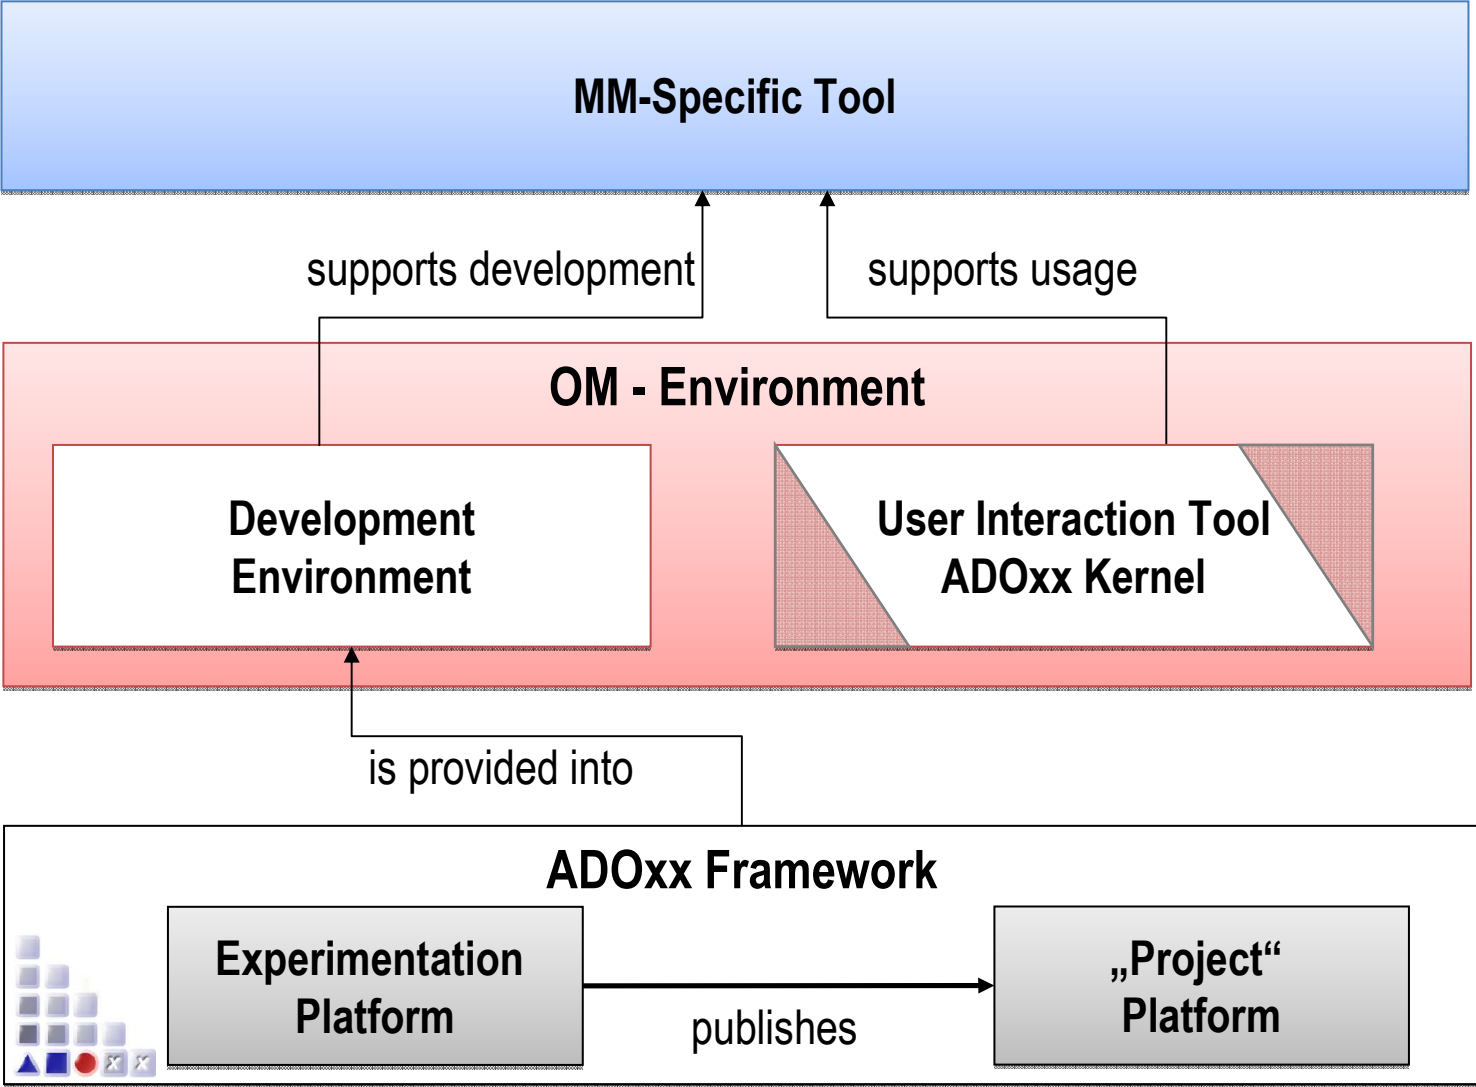 MM-Specific Tool
supports development
supports usage
OM - Environment
Development
Environment
User Interaction Tool
ADOxx Kernel
is provided into
ADOxx Framework
Experimentation
Platform
publishes
„Project“
Platform
X X